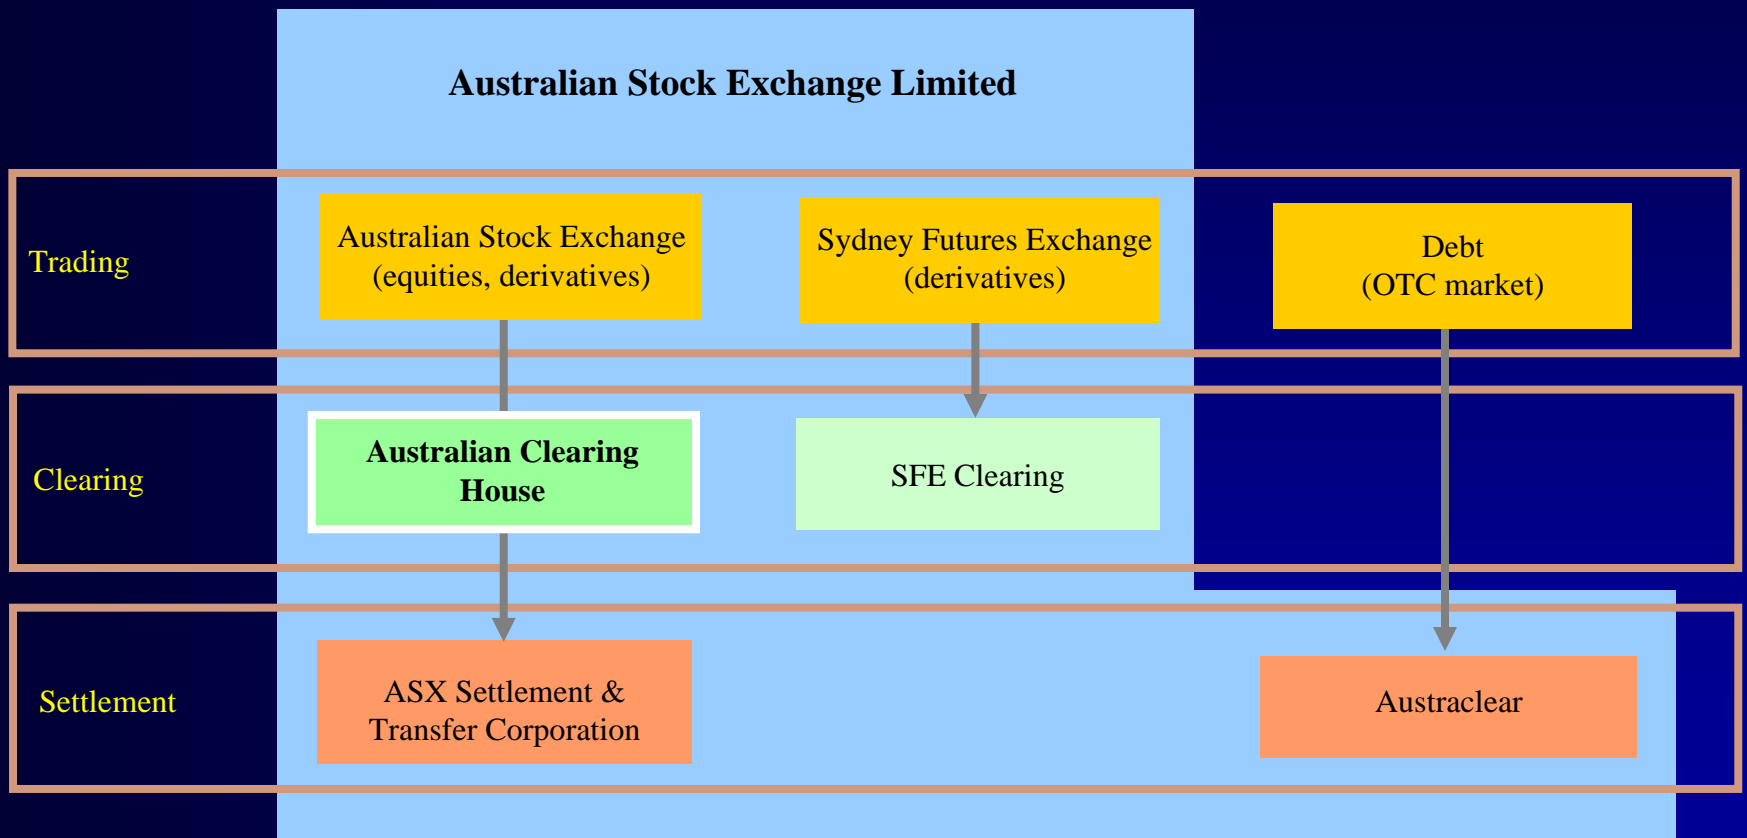 Australian Stock Exchange Limited
Trading
Australian Stock Exchange
(equities, derivatives)
Sydney Futures Exchange
(derivatives)
Debt
(OTC market)
Clearing
Australian Clearing
House
SFE Clearing
Settlement
ASX Settlement &
Transfer Corporation
Austraclear